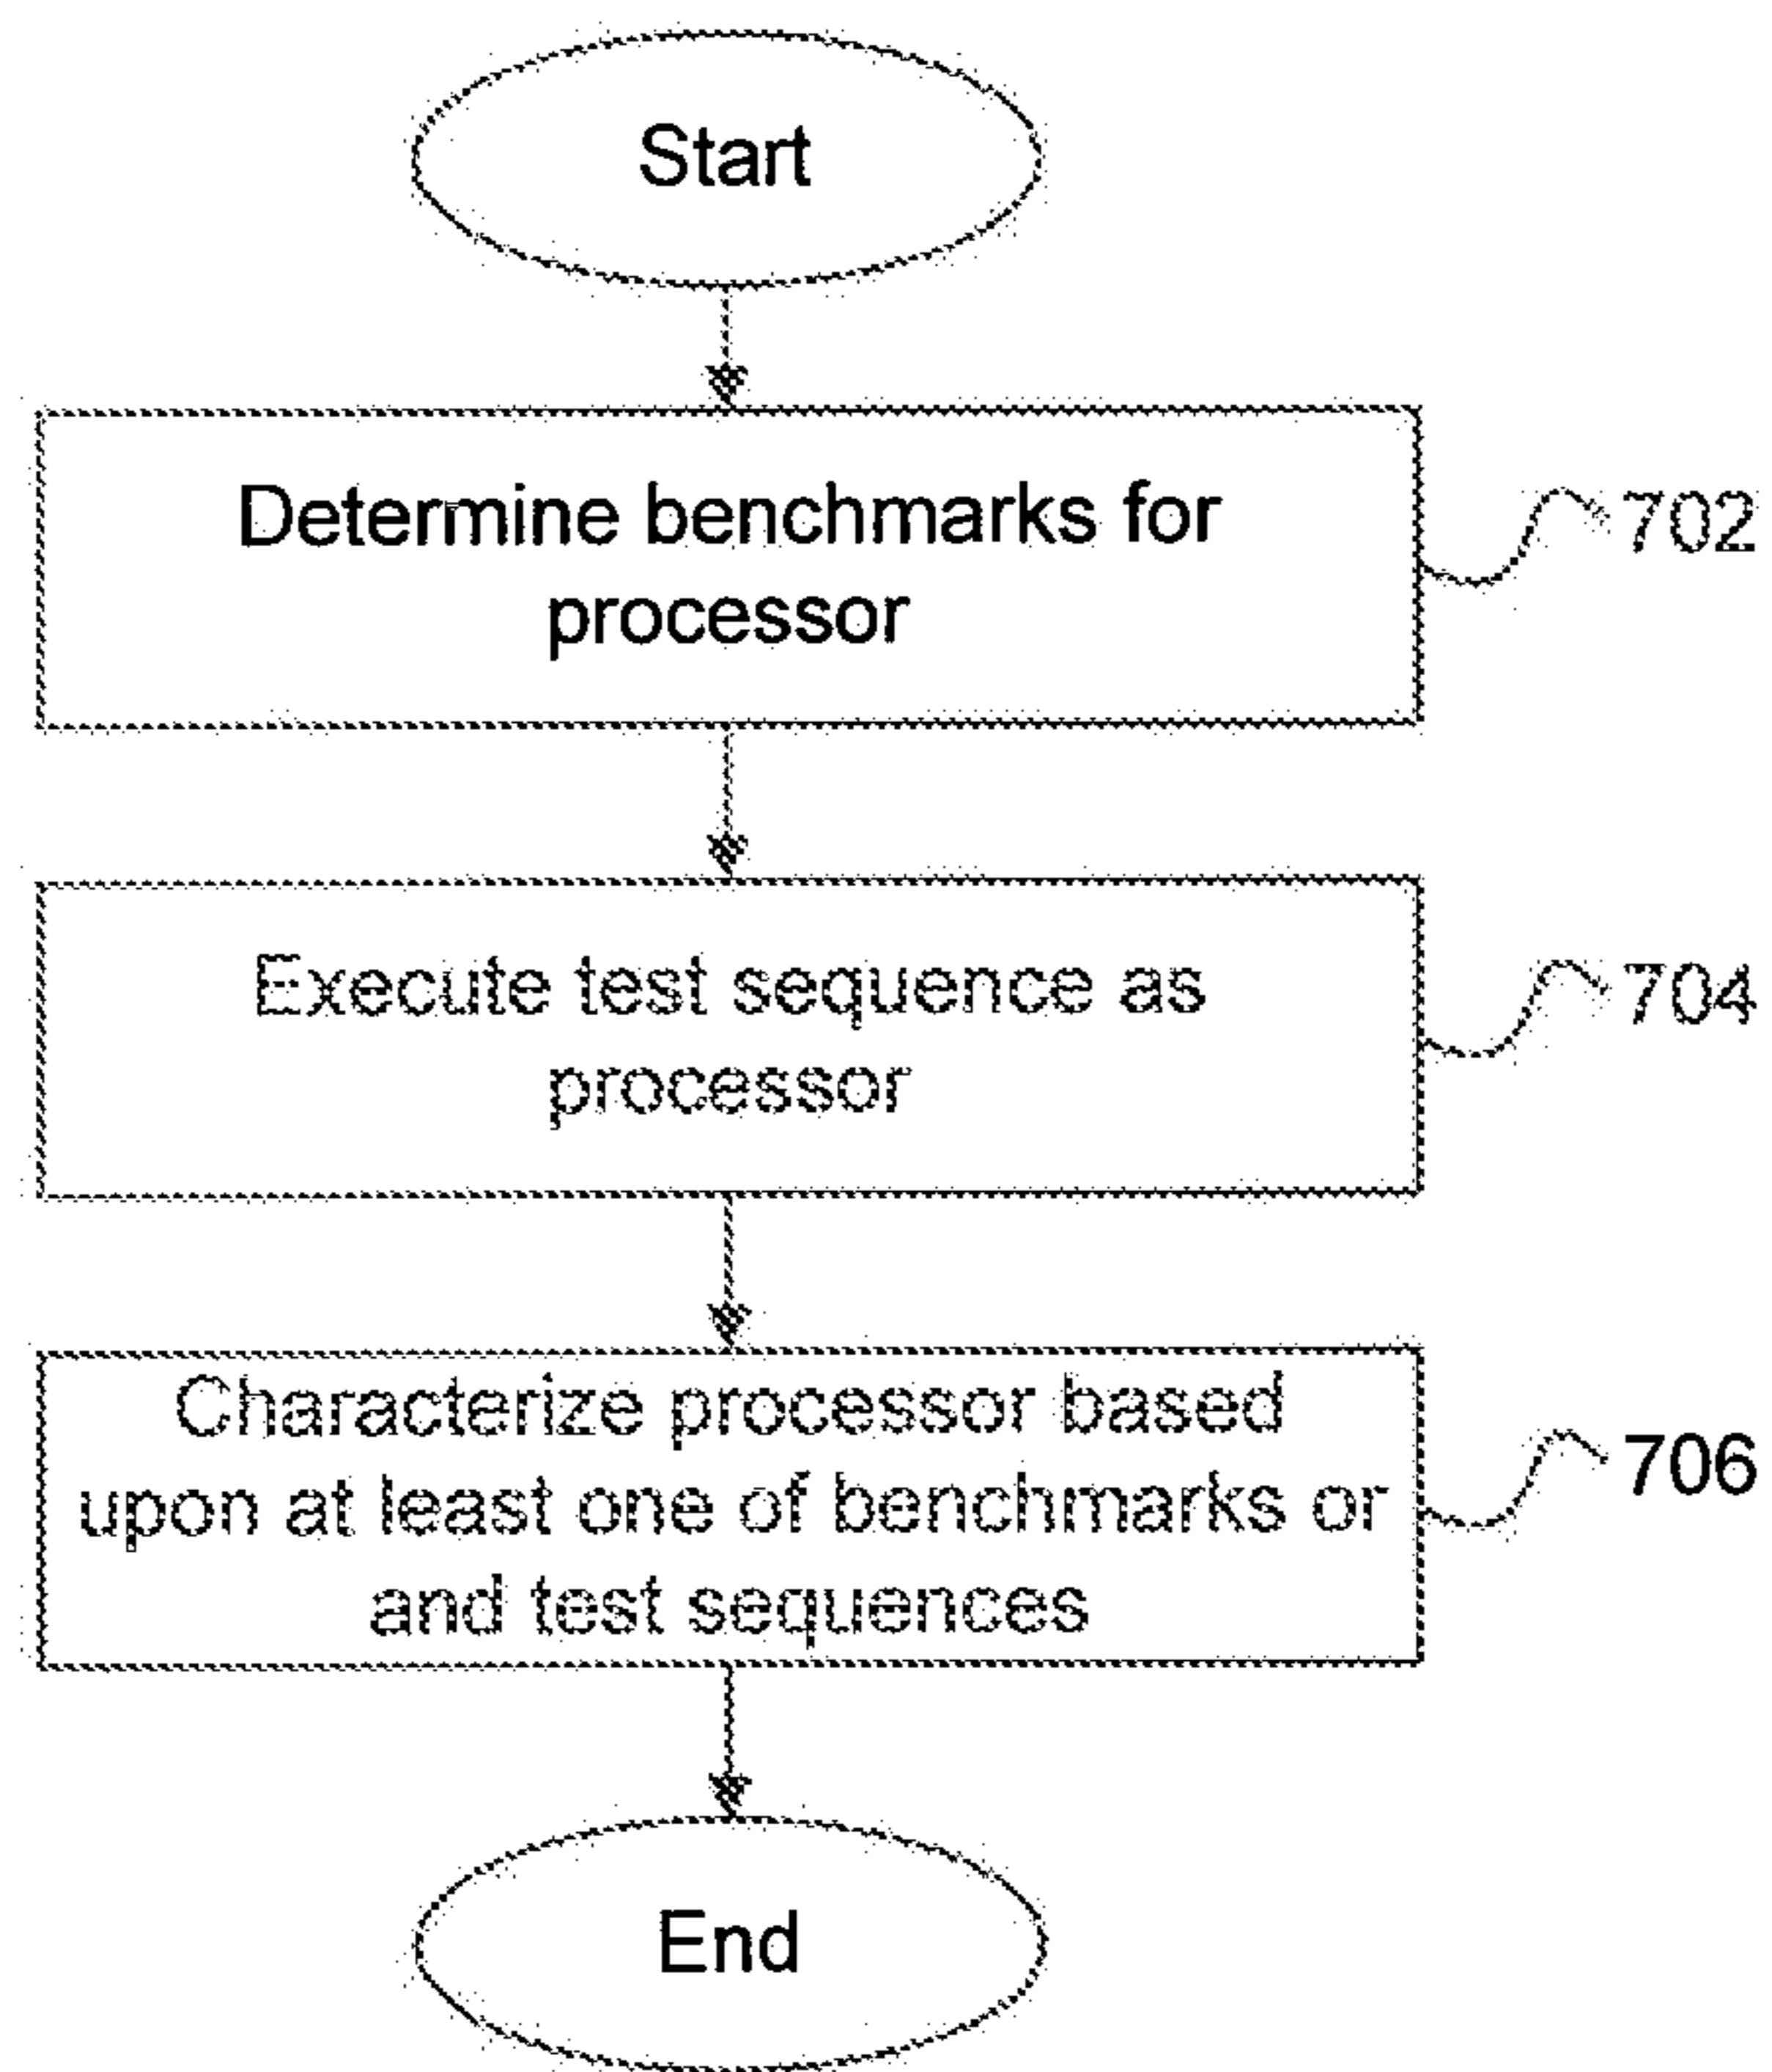 Start
Determine benchmarks for
processor
702
Execute test sequence as
processor
704
Characterize processor based
upon at least one of benchmarks or
and test sequences
706
End